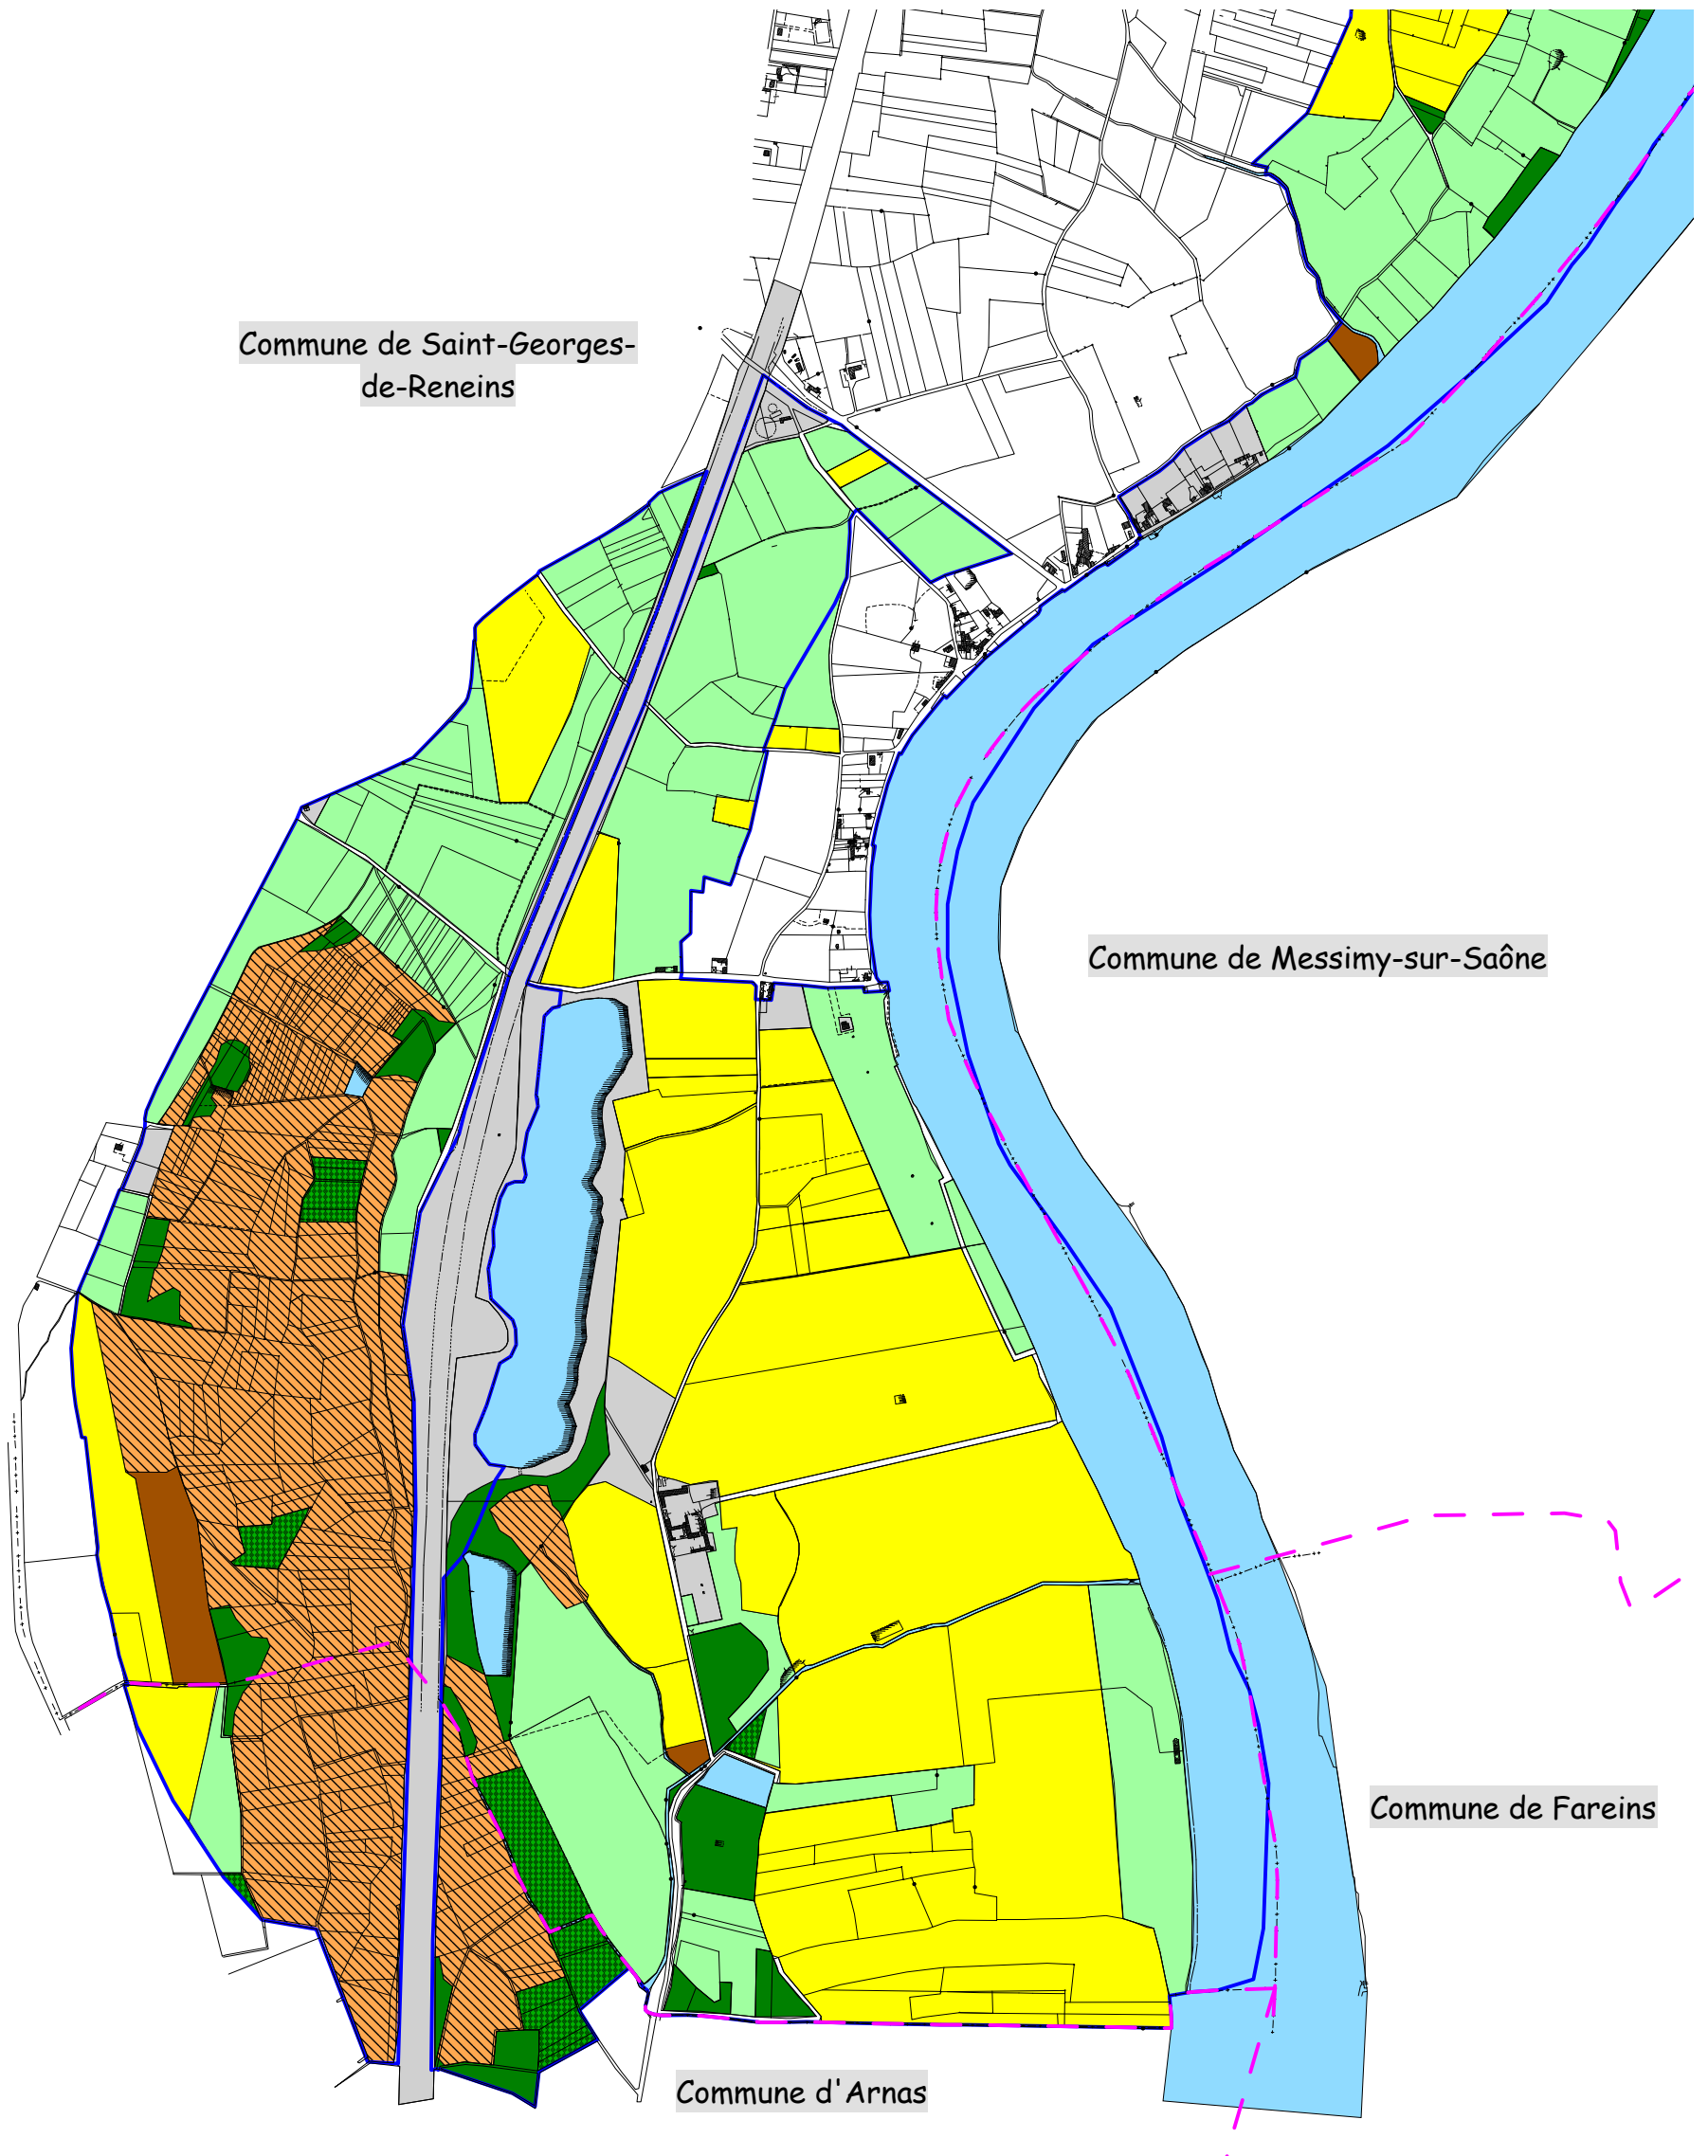 Commune de Saint-Georges-
de-Reneins
Commune de Messimy-sur-Saône
Commune de Fareins
Commune d'Arnas